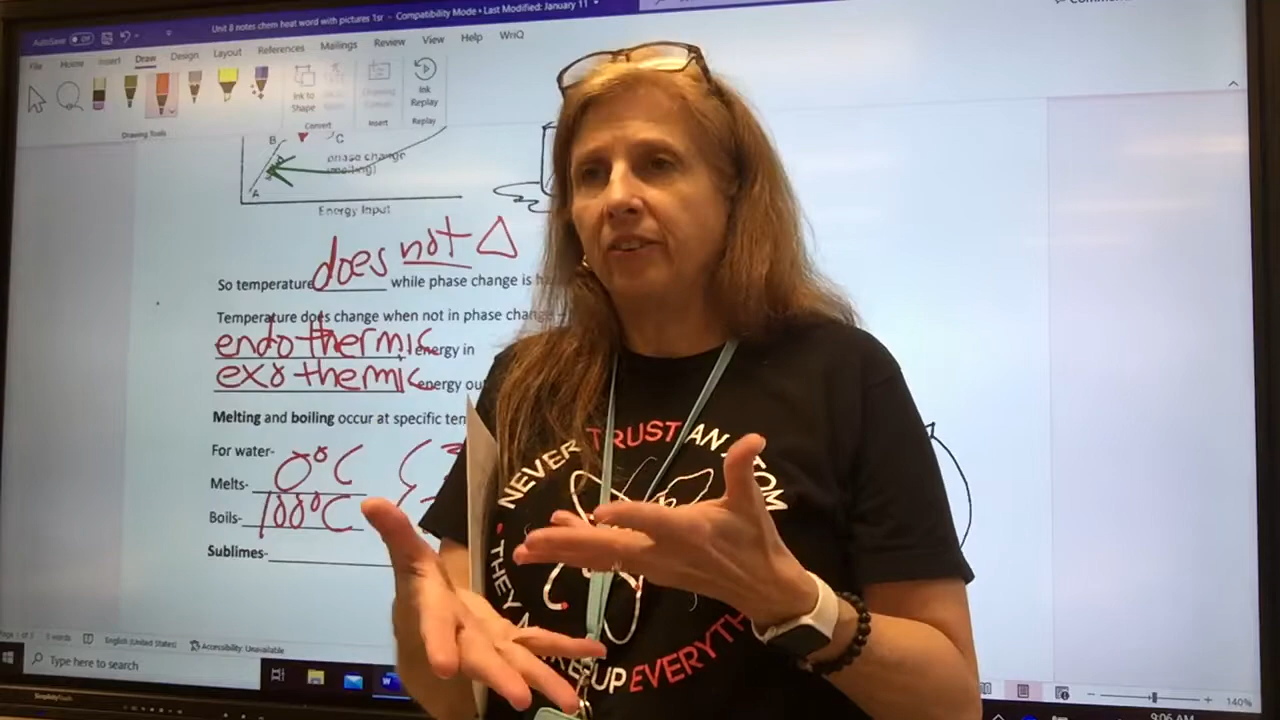 Unit 8 notes chem heat word with pictures 1sr - Compatibility Mode • Last Modified: January 11
AutoSave Off
File Home Insert Draw Design Layout References Mailings Review View Help WriQ
Ink to Shape
Ink Replay
Convert Insert Replay
Drawing Tools
B C
phase change
(melting)
A
Energy Input
does not △
So temperature while phase change is
Temperature does change when not in phase change
endothermic energy in
exothemic energy out
Melting and boiling occur at specific
For water-
Melts- 0°C
Boils- 100°C
Sublimes-
NEVER TRUST AN ATOM
THEY MAKE UP EVERYTH
English (United States) Accessibility: Unavailable
Type here to search
140%
9:06 AM